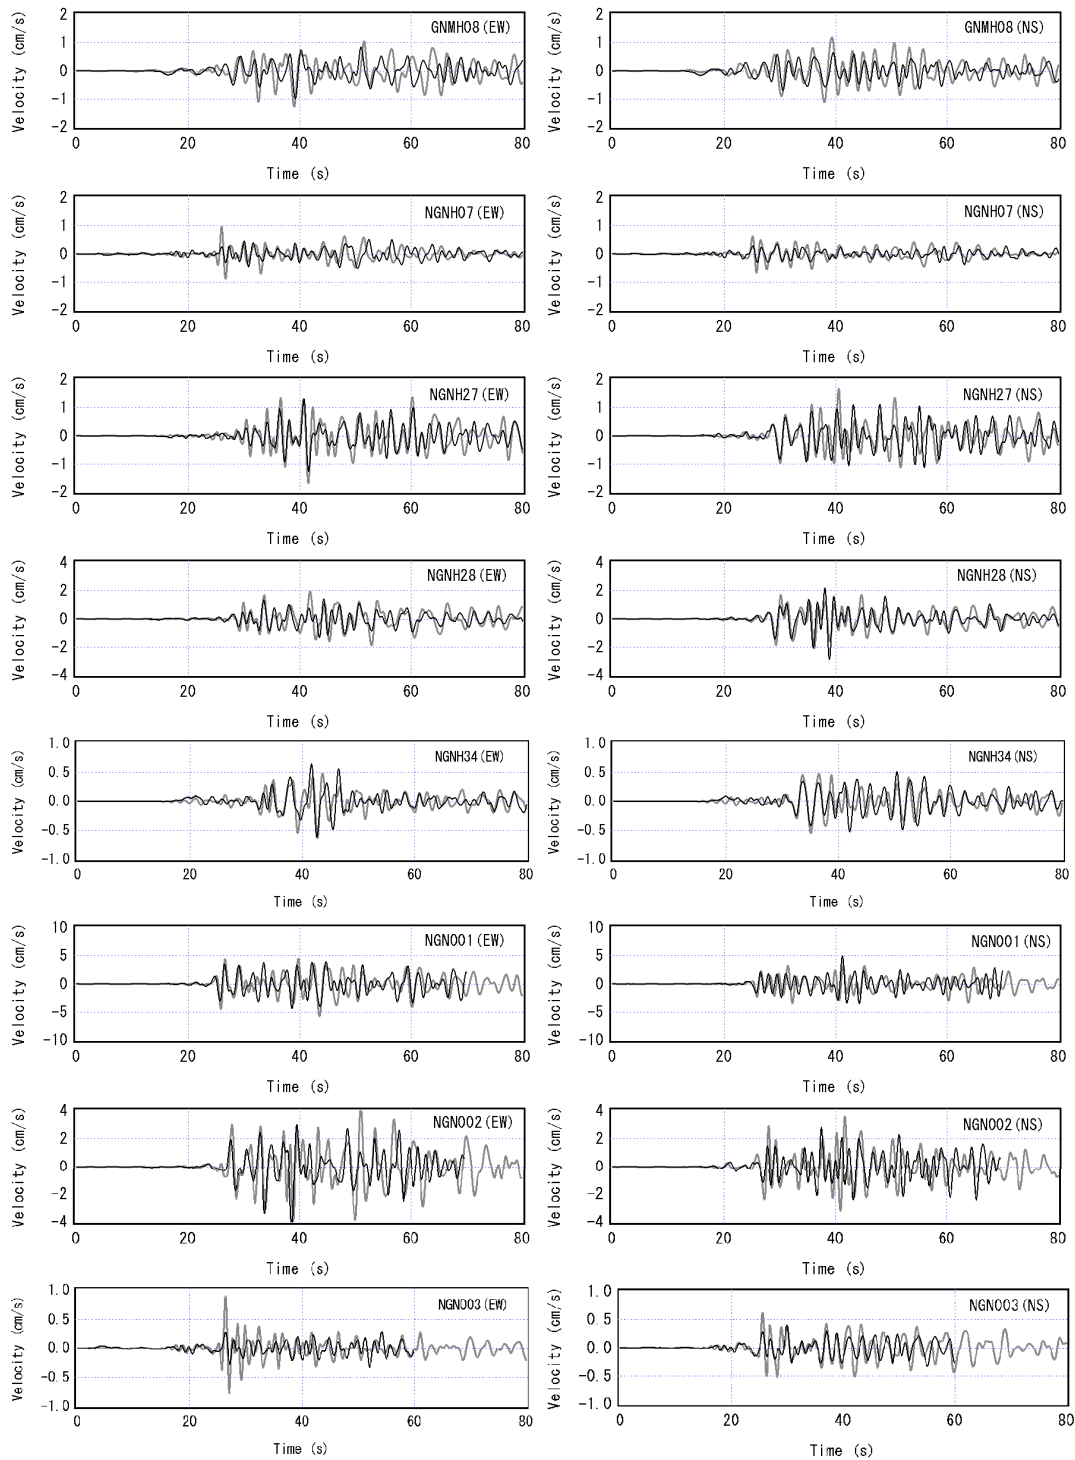 Velocity (cm/s)
2
1
0
-1
-2
GNMH08(EW)
0 20 40 60 80
Time (s)
Velocity (cm/s)
2
1
0
-1
-2
GNMH08(NS)
0 20 40 60 80
Time (s)
Velocity (cm/s)
2
1
0
-1
-2
NGNH07(EW)
0 20 40 60 80
Time (s)
Velocity (cm/s)
2
1
0
-1
-2
NGNH07(NS)
0 20 40 60 80
Time (s)
Velocity (cm/s)
2
1
0
-1
-2
NGNH27(EW)
0 20 40 60 80
Time (s)
Velocity (cm/s)
2
1
0
-1
-2
NGNH27(NS)
0 20 40 60 80
Time (s)
Velocity (cm/s)
4
2
0
-2
-4
NGNH28(EW)
0 20 40 60 80
Time (s)
Velocity (cm/s)
4
2
0
-2
-4
NGNH28(NS)
0 20 40 60 80
Time (s)
Velocity (cm/s)
1.0
0.5
0.0
-0.5
-1.0
NGNH34(EW)
0 20 40 60 80
Time (s)
Velocity (cm/s)
1.0
0.5
0.0
-0.5
-1.0
NGNH34(NS)
0 20 40 60 80
Time (s)
Velocity (cm/s)
10
5
0
-5
-10
NGN001(EW)
0 20 40 60 80
Time (s)
Velocity (cm/s)
10
5
0
-5
-10
NGN001(NS)
0 20 40 60 80
Time (s)
Velocity (cm/s)
4
2
0
-2
-4
NGN002(EW)
0 20 40 60 80
Time (s)
Velocity (cm/s)
4
2
0
-2
-4
NGN002(NS)
0 20 40 60 80
Time (s)
Velocity (cm/s)
1.0
0.5
0.0
-0.5
-1.0
NGN003(EW)
0 20 40 60 80
Time (s)
Velocity (cm/s)
1.0
0.5
0.0
-0.5
-1.0
NGN003(NS)
0 20 40 60 80
Time (s)